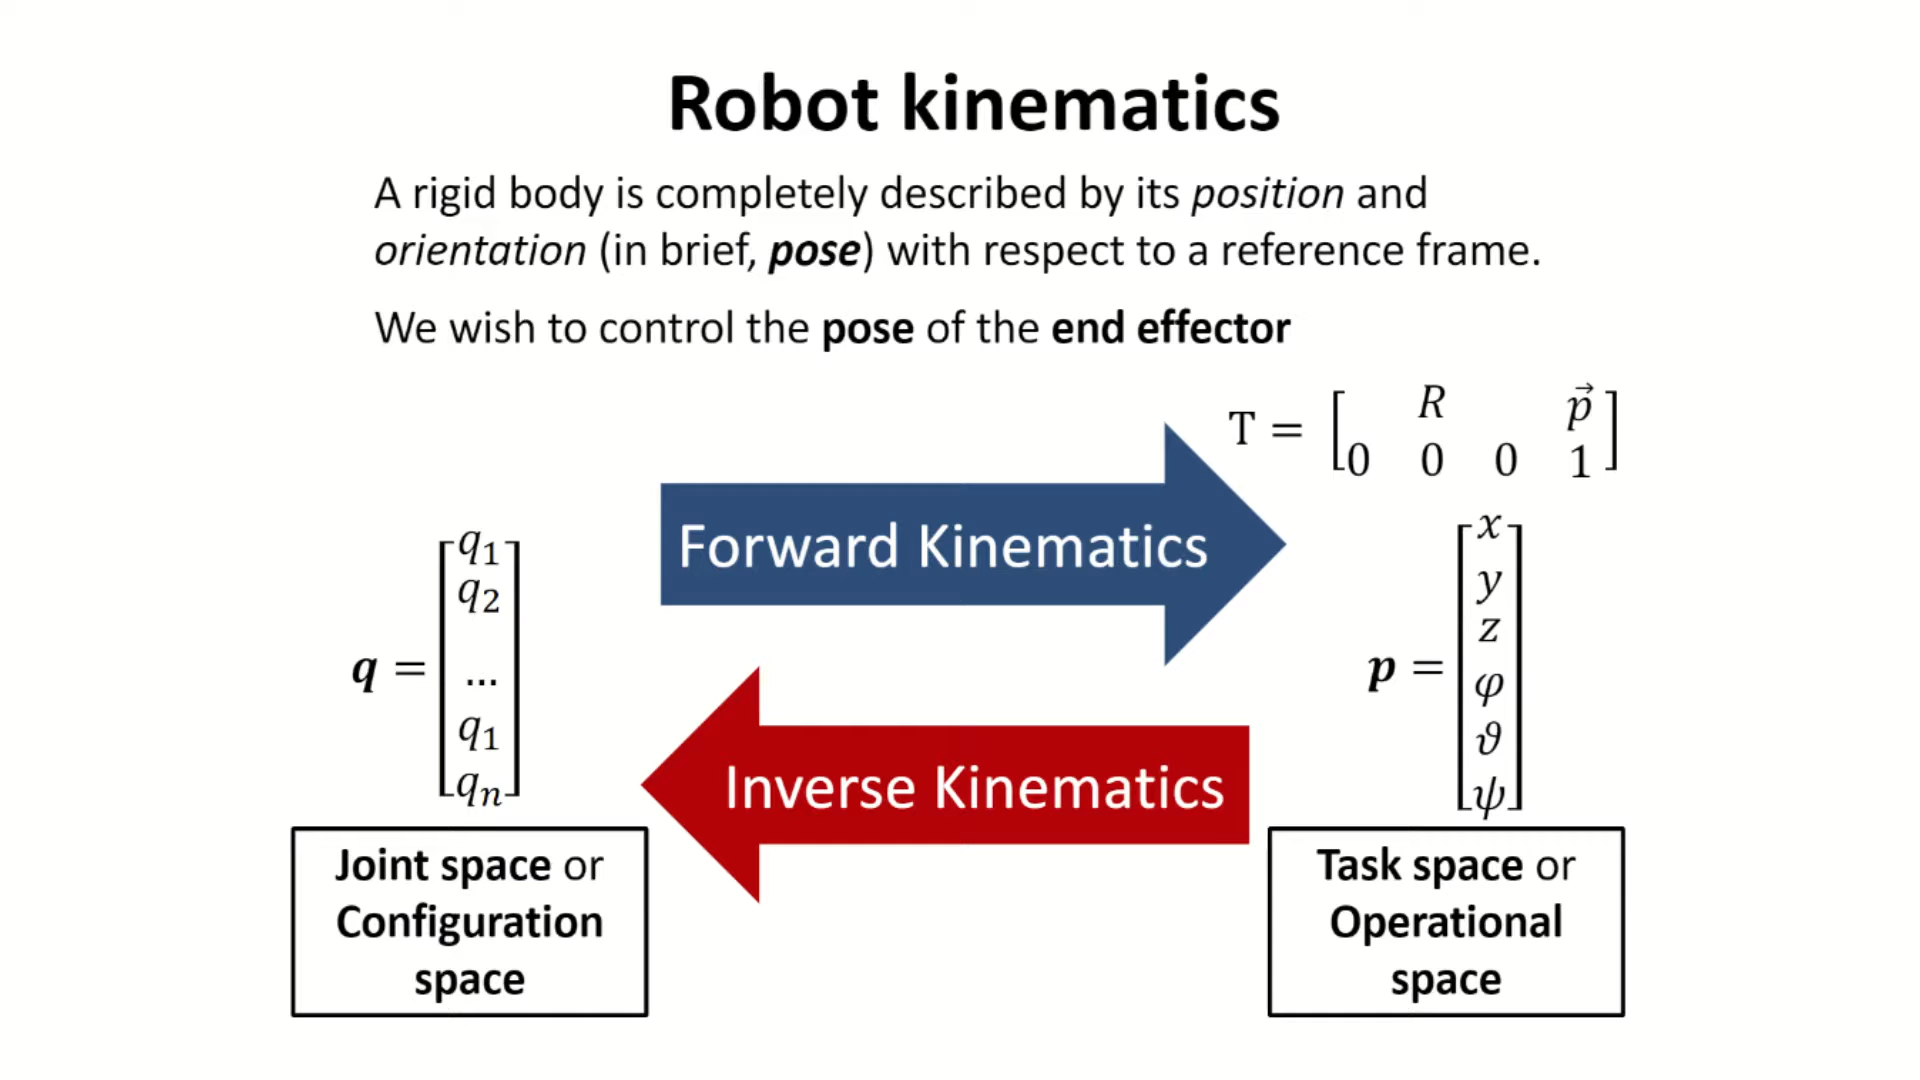 Robot kinematics
A rigid body is completely described by its position and
orientation (in brief, pose) with respect to a reference frame.
We wish to control the pose of the end effector
T = [ R p⃗
0 0 0 1 ]
Forward Kinematics
q = [ q₁
q₂
...
q₁
qₙ ]
p = [ x
y
z
φ
ϑ
ψ ]
Inverse Kinematics
Joint space or
Configuration
space
Task space or
Operational
space